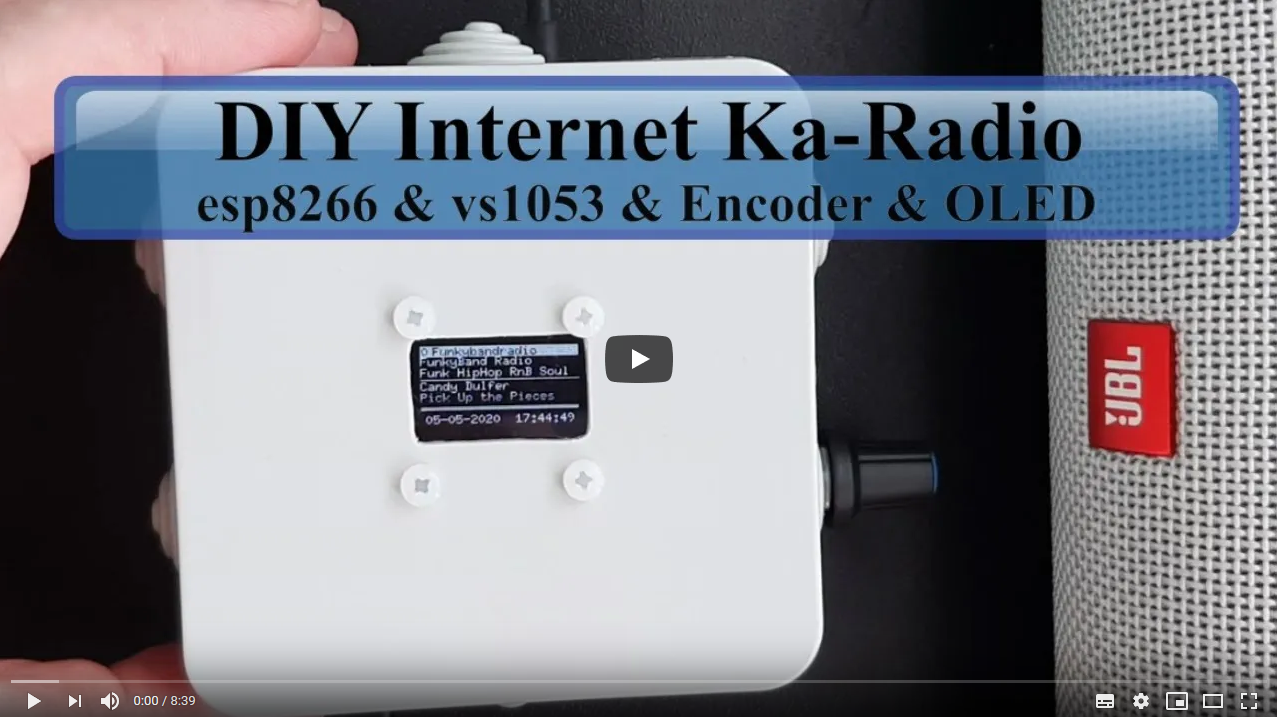 DIY Internet Ka-Radio
esp8266 & vs1053 & Encoder & OLED
Funkybandradio
FunkyBand Radio
Funk HipHop RnB Soul
Candy Dulfer
Pick Up the Pieces
05-05-2020 17:44:49
JBL
0:00 / 8:39